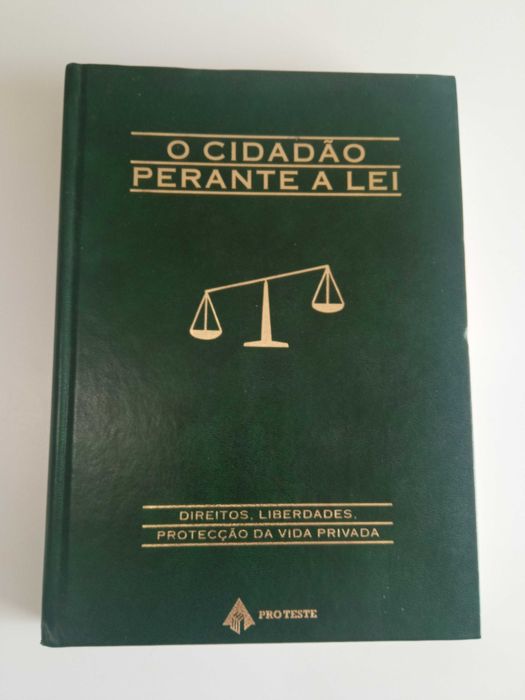 O CIDADÃO
PERANTE A LEI
DIREITOS, LIBERDADES,
PROTECÇÃO DA VIDA PRIVADA
PRO TESTE